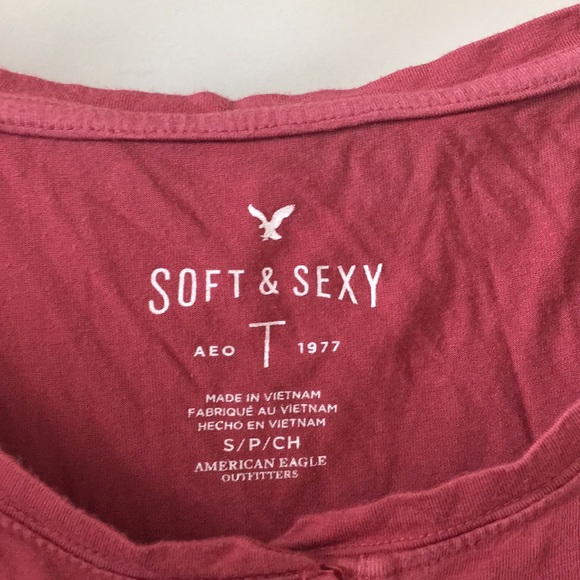 SOFT & SEXY
AEO T 1977
MADE IN VIETNAM
FABRIQUÉ AU VIETNAM
HECHO EN VIETNAM
S/P/CH
AMERICAN EAGLE
OUTFITTERS